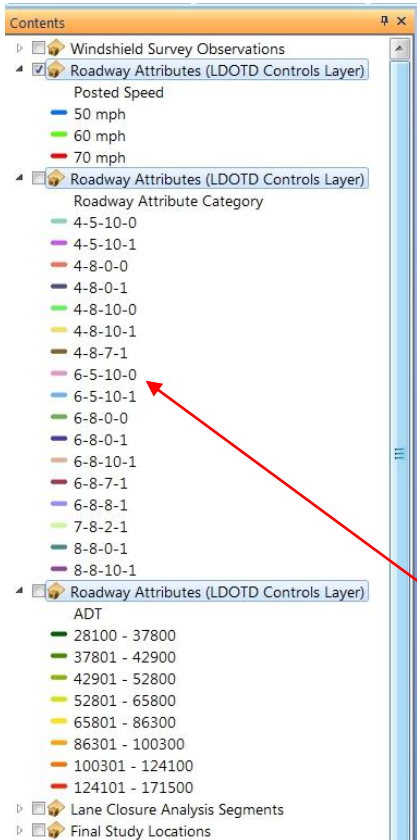 Contents
Windshield Survey Observations
Roadway Attributes (LDOTD Controls Layer)
Posted Speed
50 mph
60 mph
70 mph
Roadway Attributes (LDOTD Controls Layer)
Roadway Attribute Category
4-5-10-0
4-5-10-1
4-8-0-0
4-8-0-1
4-8-10-0
4-8-10-1
4-8-7-1
6-5-10-0
6-5-10-1
6-8-0-0
6-8-0-1
6-8-10-1
6-8-7-1
6-8-8-1
7-8-2-1
8-8-0-1
8-8-10-1
Roadway Attributes (LDOTD Controls Layer)
ADT
28100 - 37800
37801 - 42900
42901 - 52800
52801 - 65800
65801 - 86300
86301 - 100300
100301 - 124100
124101 - 171500
Lane Closure Analysis Segments
Final Study Locations